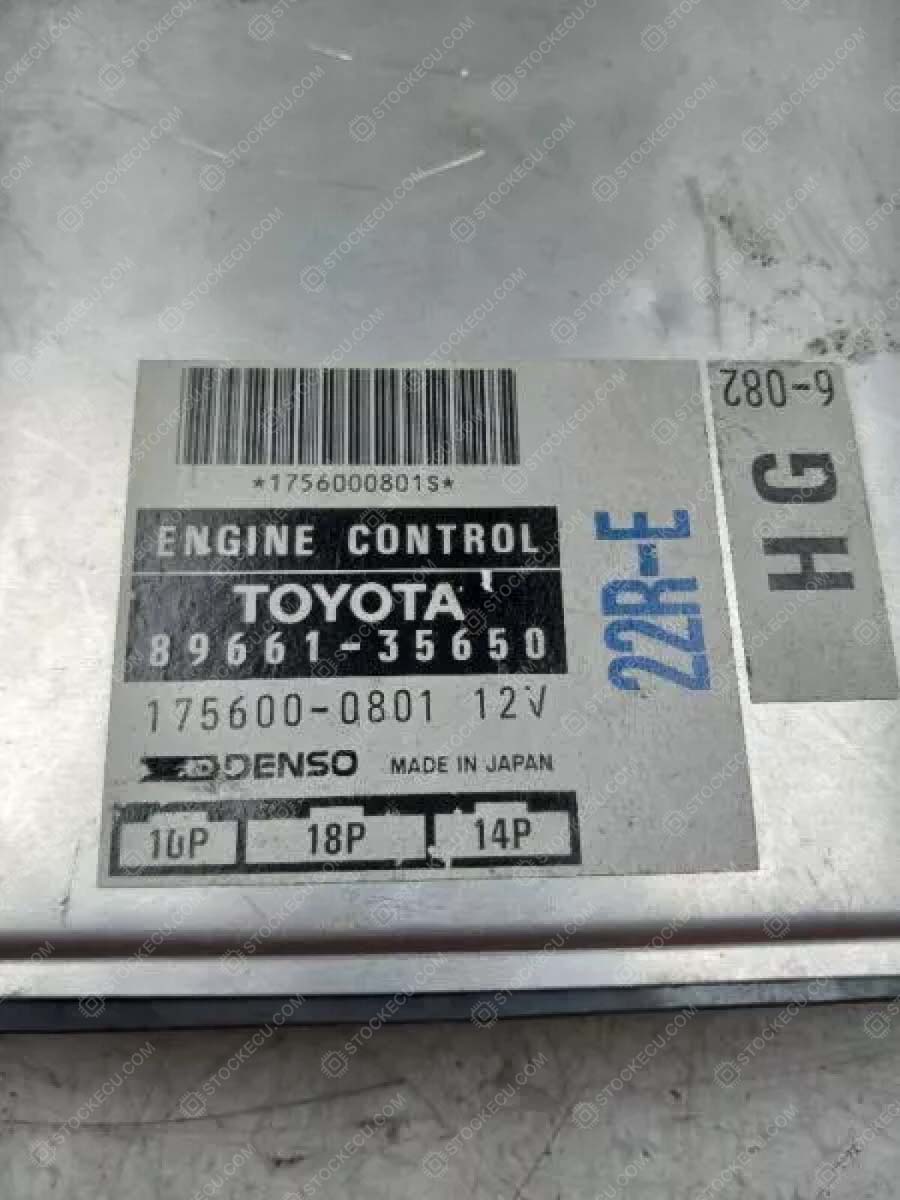 *1756000801S*
ENGINE CONTROL
TOYOTA
89661-35650
175600-0801 12V
DENSO MADE IN JAPAN
10P 18P 14P
22R-E
6-082
HG
STOCKECU.COM